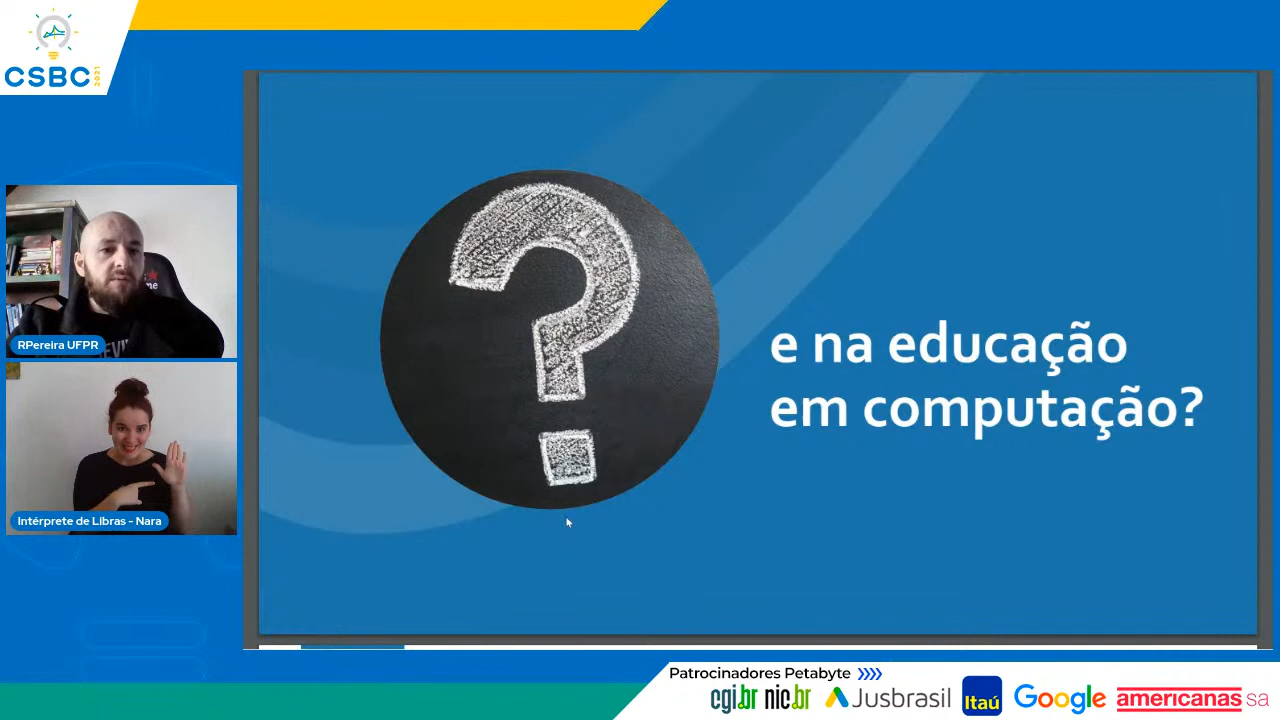 CSBC
2021
RPereira UFPR
Intérprete de Libras - Nara
?
e na educação
em computação?
Patrocinadores Petabyte
cgi.br nic.br Jusbrasil Itaú Google americanas sa